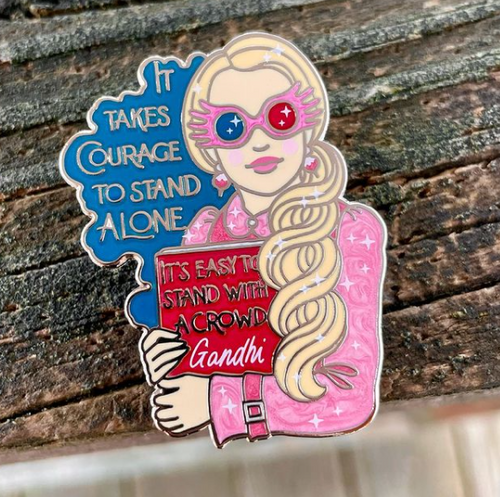 IT
TAKES
COURAGE
TO STAND
ALONE
IT'S EASY TO
STAND WITH
A CROWD
Gandhi